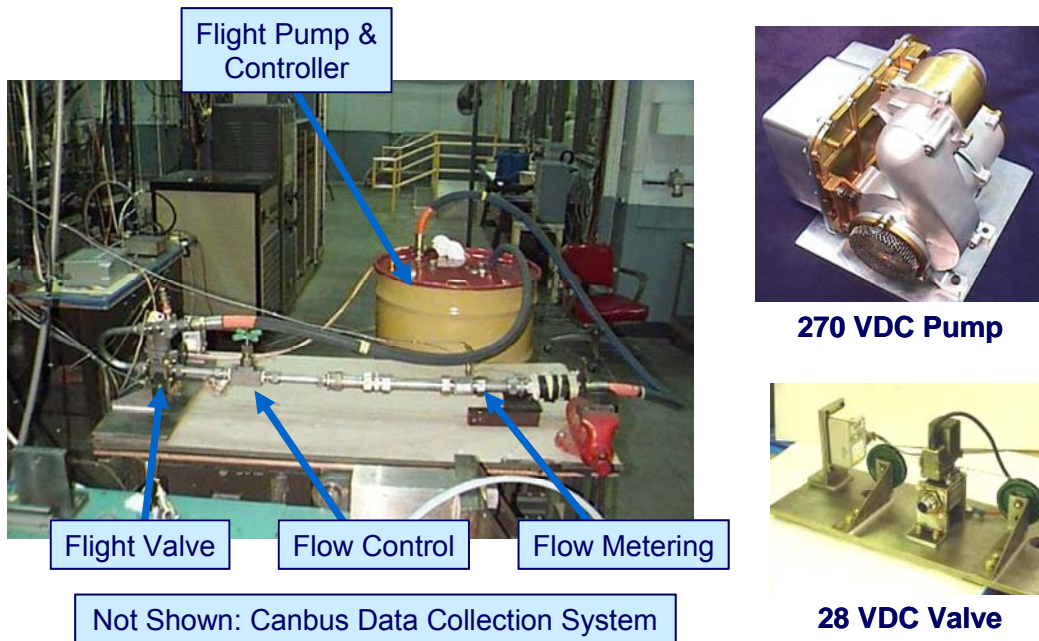 Flight Pump &
Controller
270 VDC Pump
Flight Valve
Flow Control
Flow Metering
Not Shown: Canbus Data Collection System
28 VDC Valve